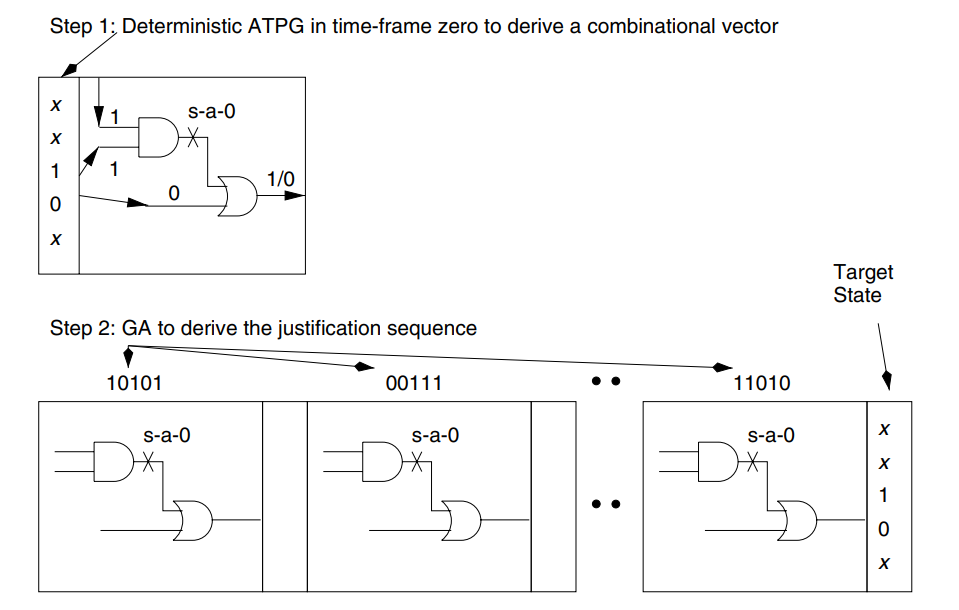 Step 1: Deterministic ATPG in time-frame zero to derive a combinational vector
x
x
1
0
x
1
1
s-a-0
0
1/0
Target
State
Step 2: GA to derive the justification sequence
10101
00111
11010
s-a-0
s-a-0
s-a-0
x
x
1
0
x